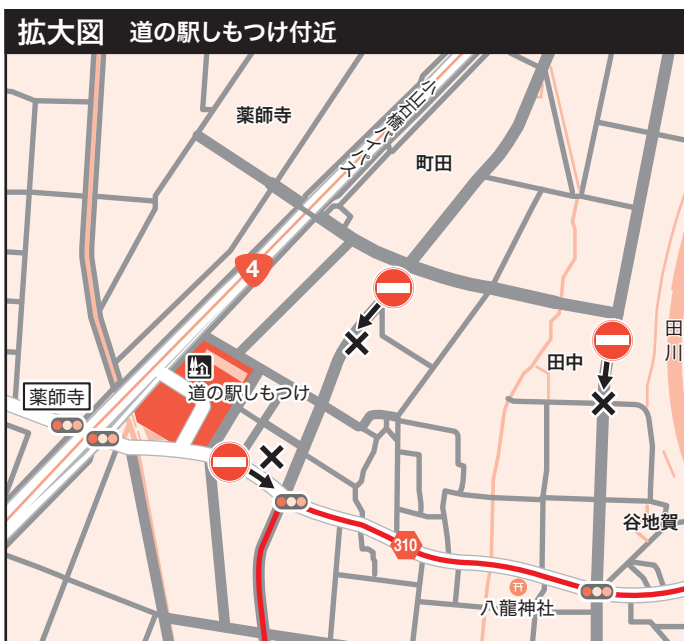 拡大図 道の駅しもつけ付近
薬師寺
小山石橋バイパス
町田
4
田川
田中
道の駅しもつけ
薬師寺
谷地賀
310
八龍神社